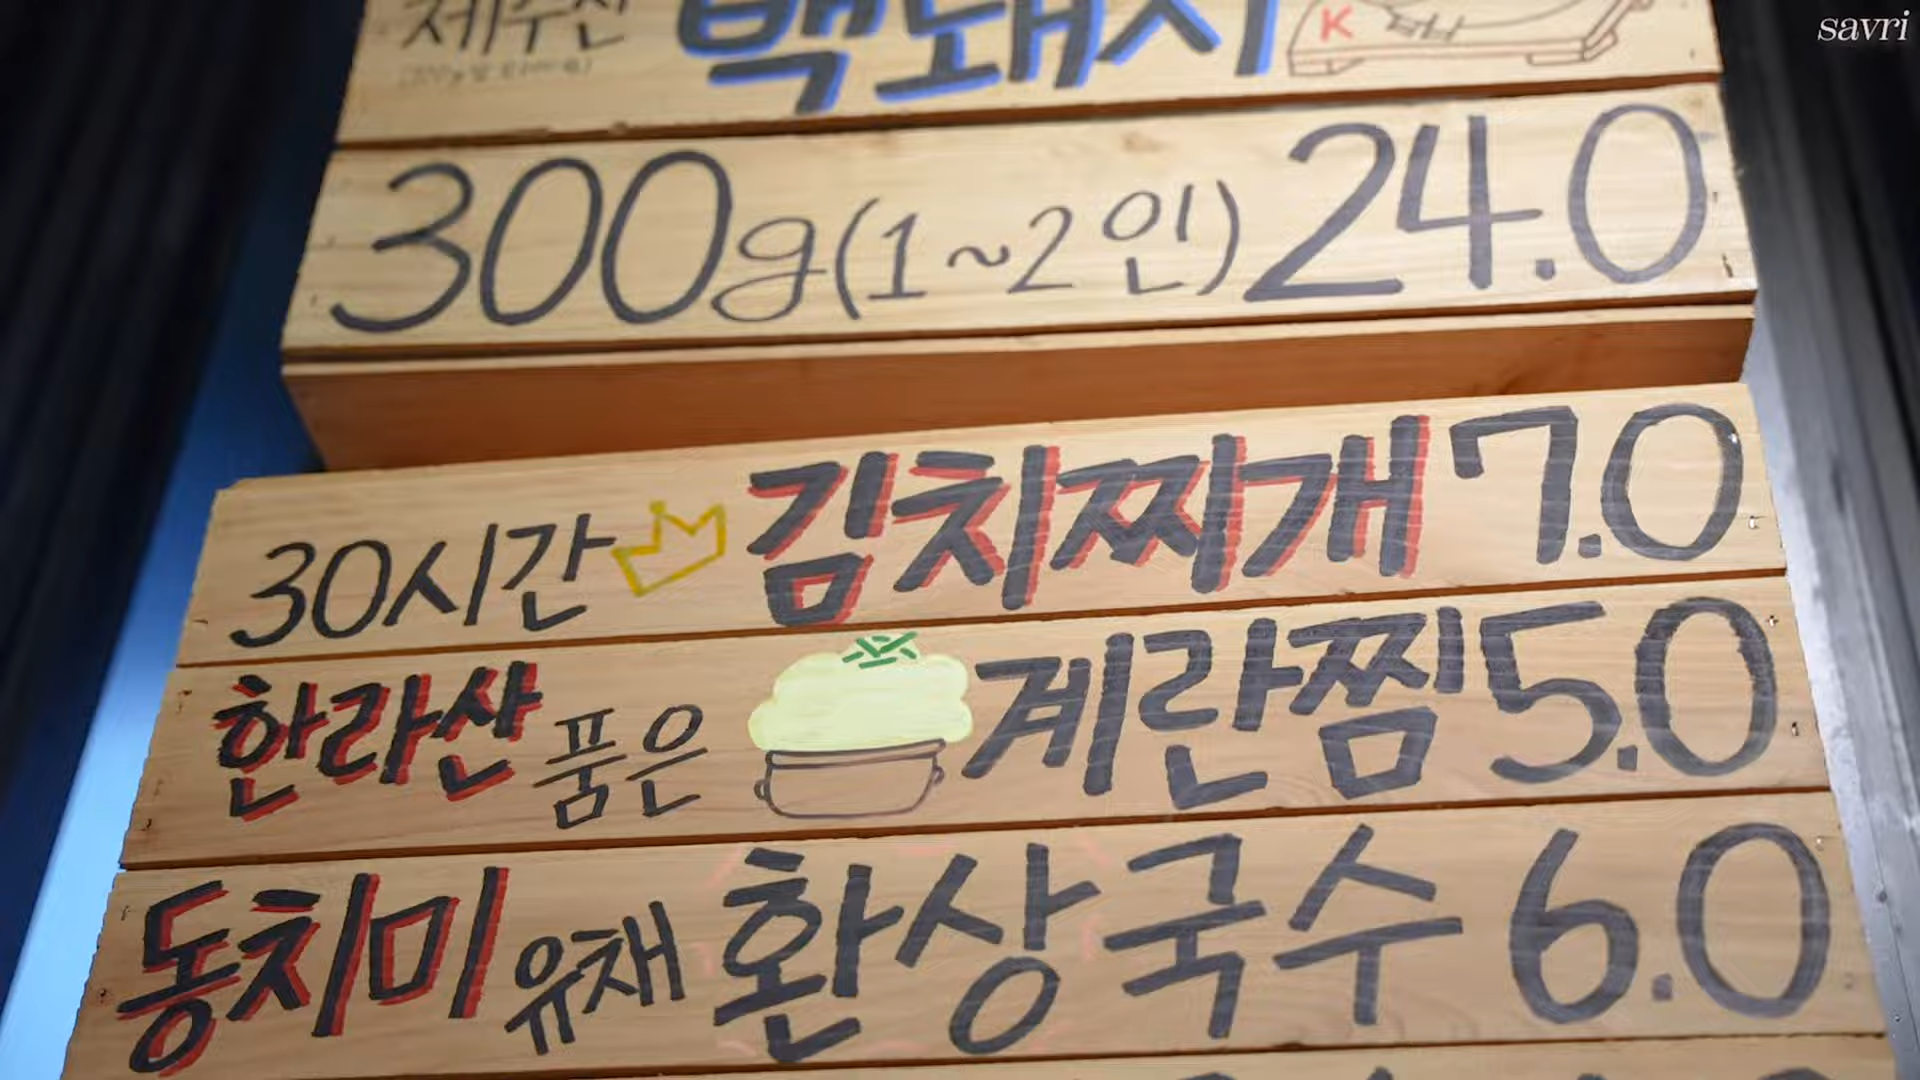 savri
제주산 백돼지
K
300g(1~2인) 24.0
30시간 김치찌개 7.0
한라산 품은 계란찜 5.0
동치미 유채 환상국수 6.0